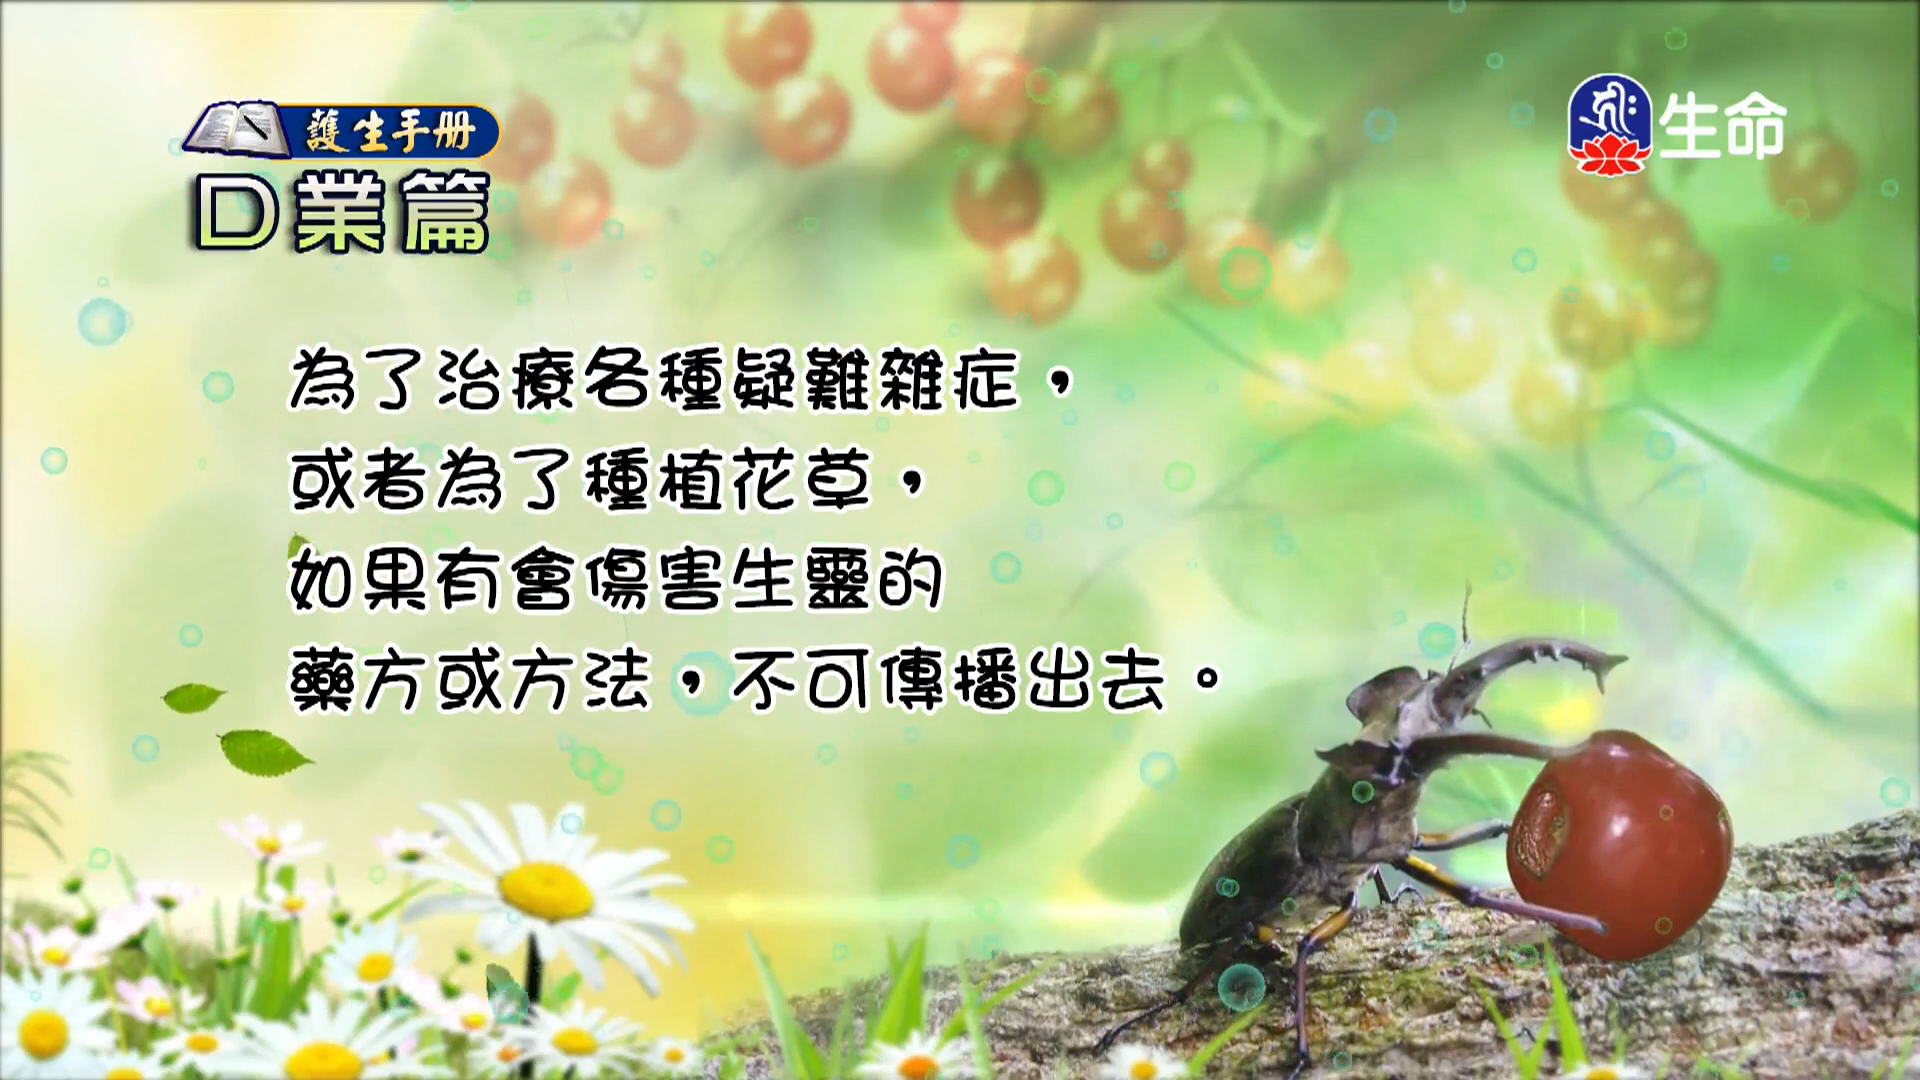 護生手册
D業篇
生命
為了治療各種疑難雜症，
或者為了種植花草，
如果有會傷害生靈的
藥方或方法，不可傳播出去。